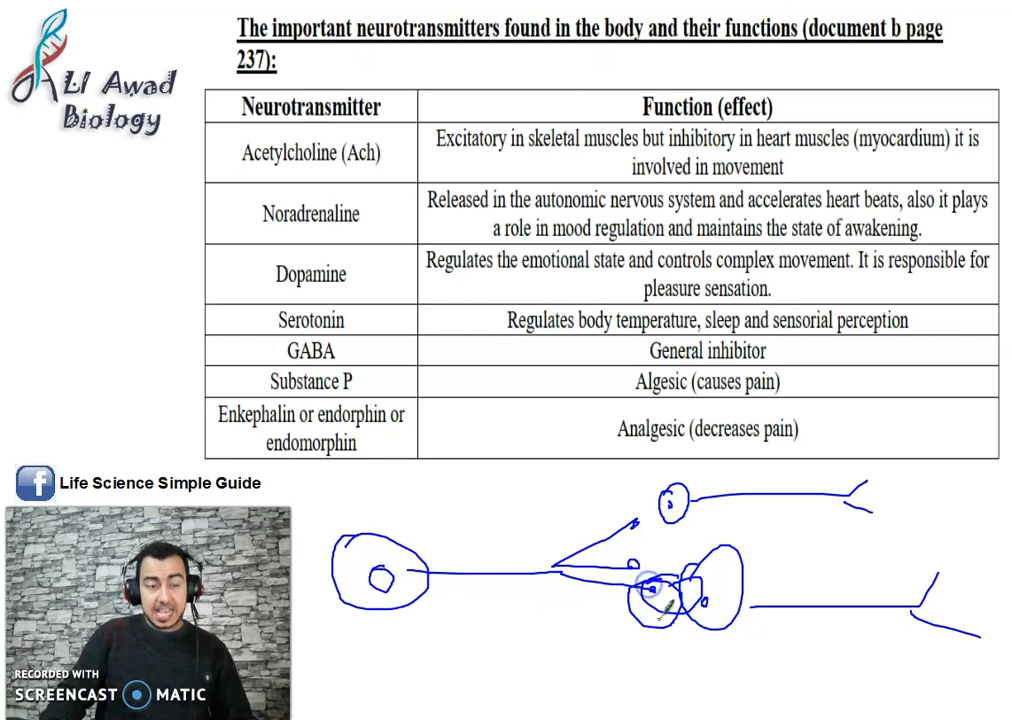 ALI Awad
Biology
The important neurotransmitters found in the body and their functions (document b page
237):
Neurotransmitter
Function (effect)
Acetylcholine (Ach)
Excitatory in skeletal muscles but inhibitory in heart muscles (myocardium) it is
involved in movement
Noradrenaline
Released in the autonomic nervous system and accelerates heart beats, also it plays
a role in mood regulation and maintains the state of awakening.
Dopamine
Regulates the emotional state and controls complex movement. It is responsible for
pleasure sensation.
Serotonin
Regulates body temperature, sleep and sensorial perception
GABA
General inhibitor
Substance P
Algesic (causes pain)
Enkephalin or endorphin or
endomorphin
Analgesic (decreases pain)
f Life Science Simple Guide
RECORDED WITH
SCREENCAST MATIC